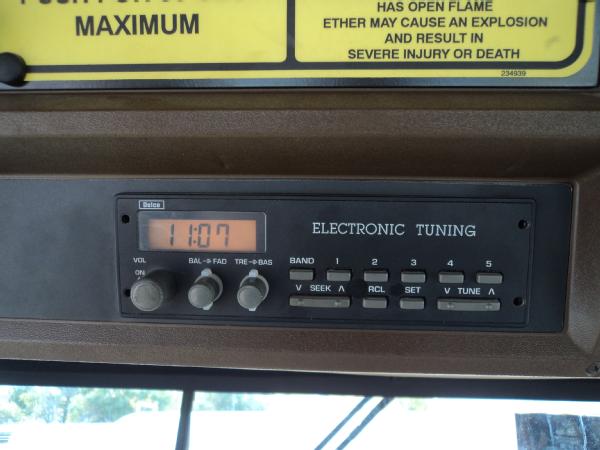 MAXIMUM
HAS OPEN FLAME
ETHER MAY CAUSE AN EXPLOSION
AND RESULT IN
SEVERE INJURY OR DEATH
234939
Delco
11:07
ELECTRONIC TUNING
VOL
ON
BAL FAD
TRE BAS
BAND 1 2 3 4 5
V SEEK Λ RCL SET V TUNE Λ